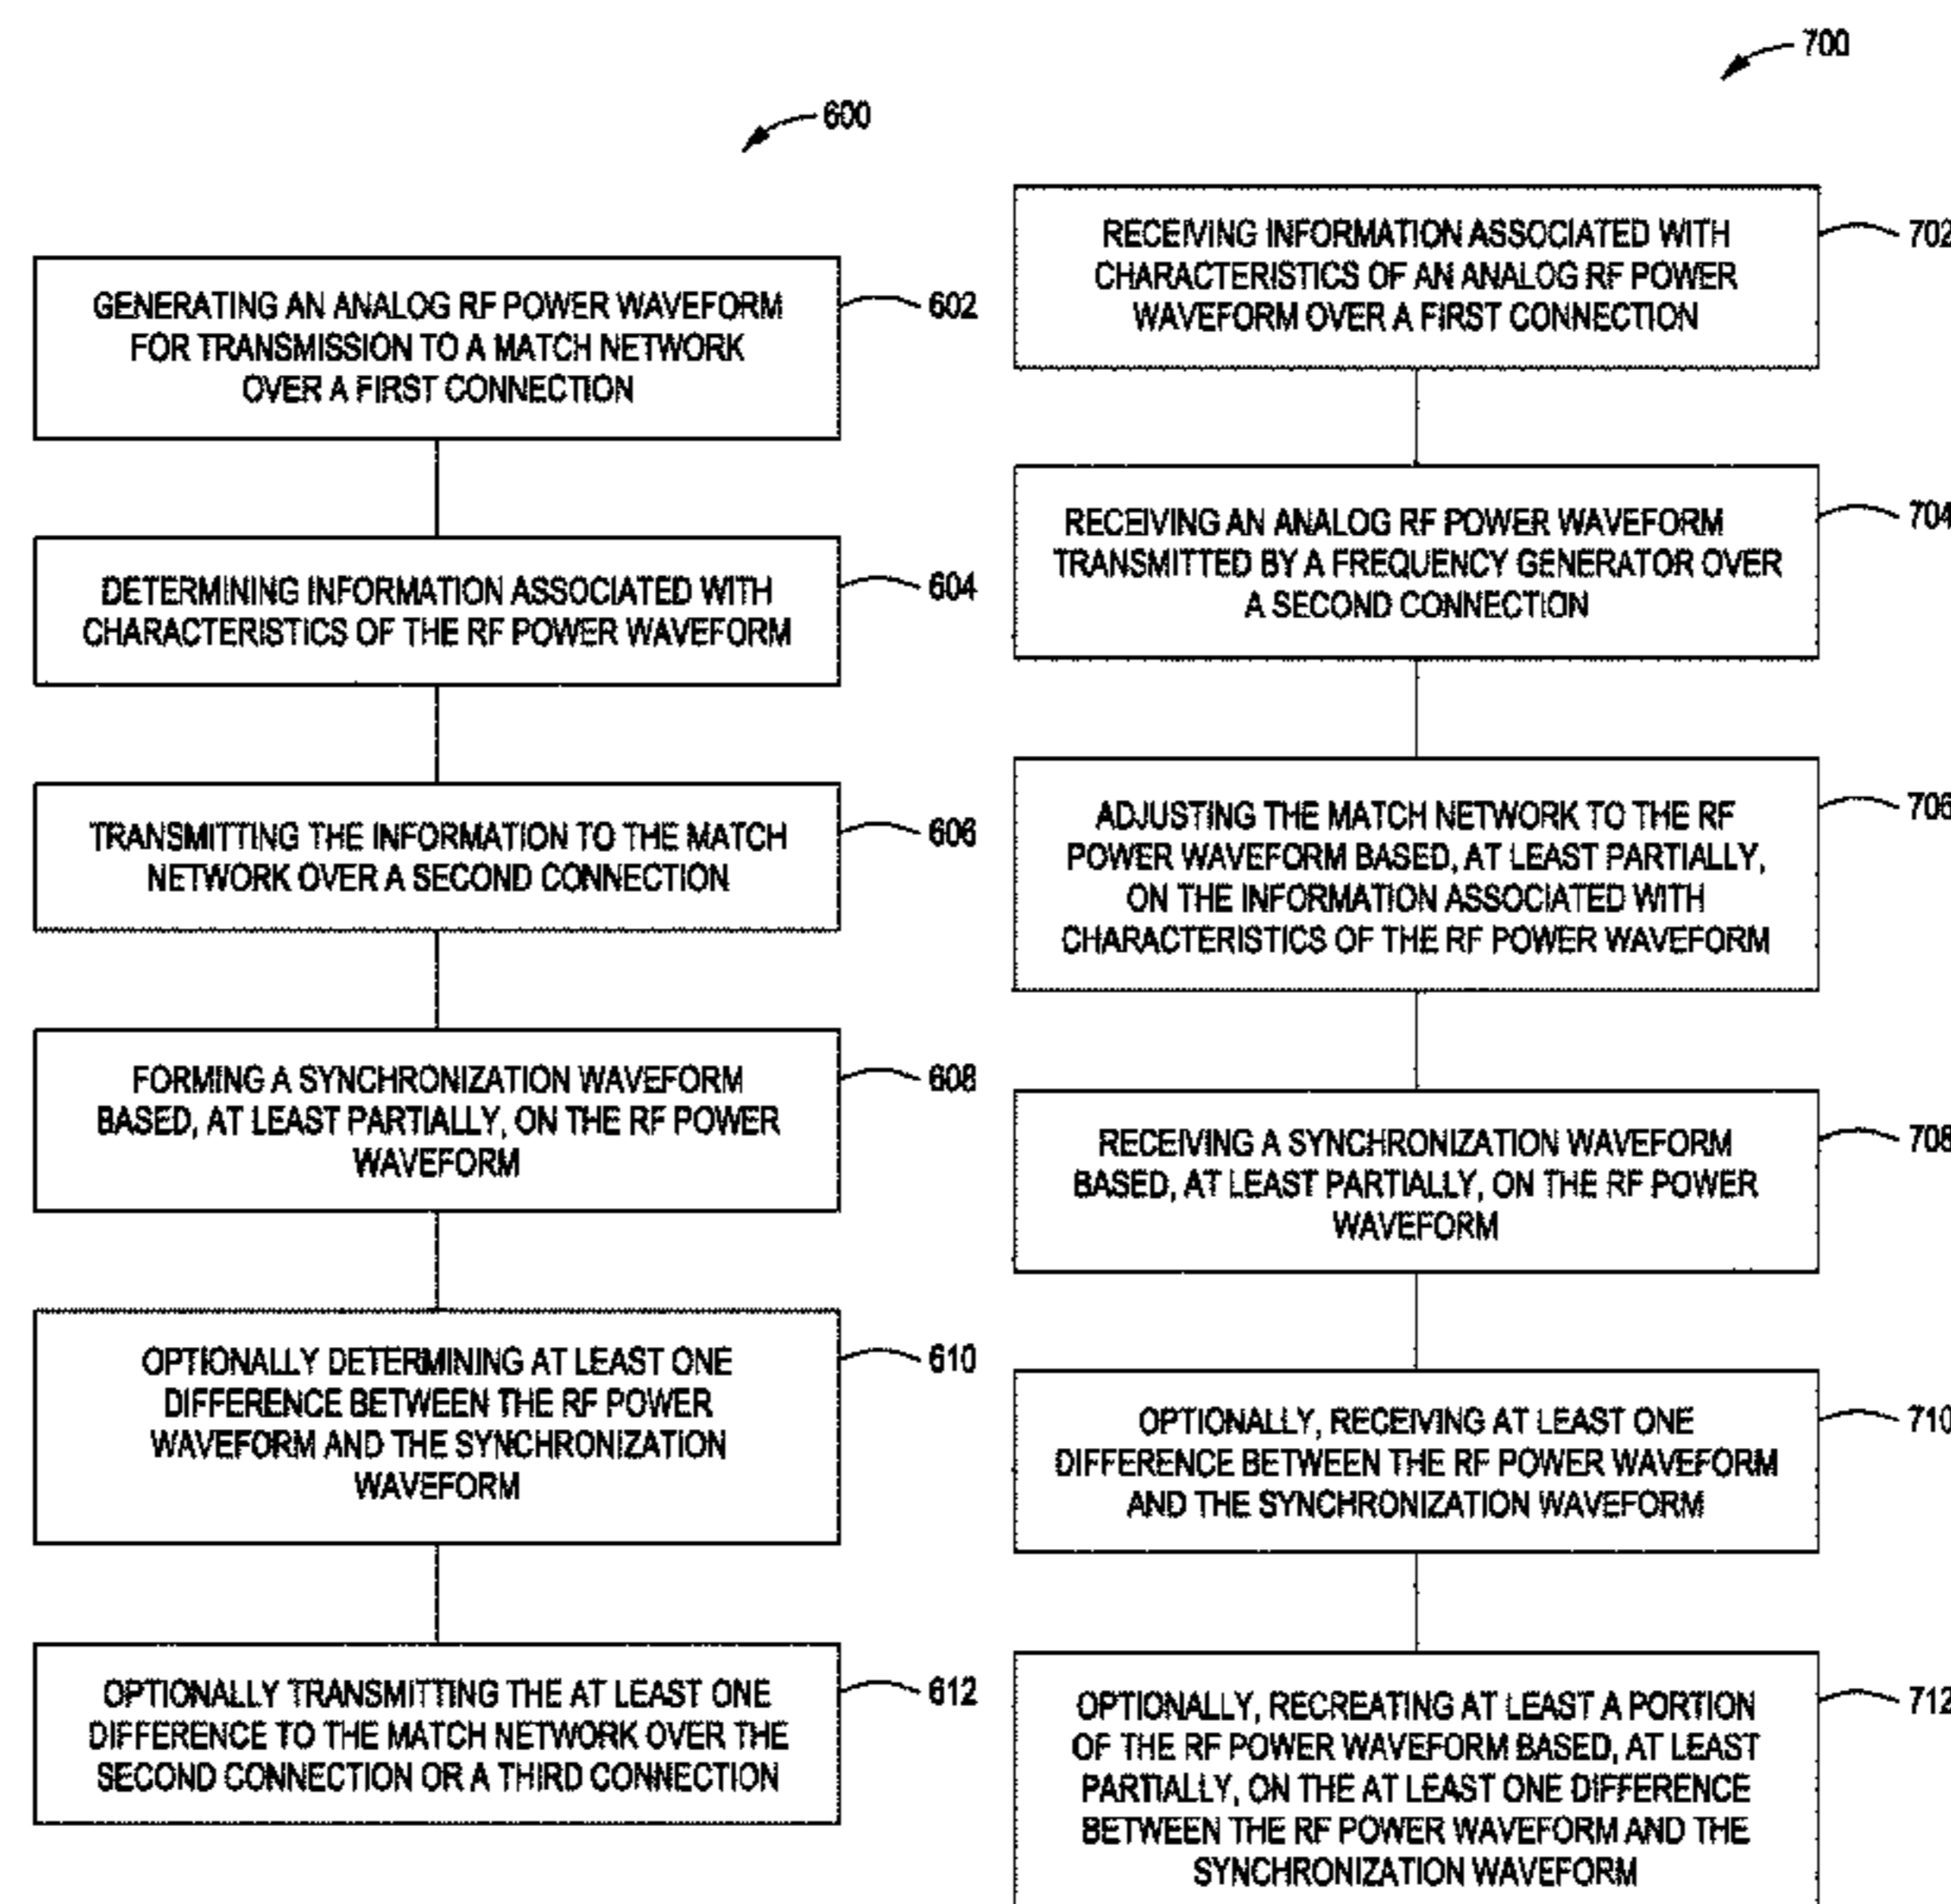 600
GENERATING AN ANALOG RF POWER WAVEFORM
FOR TRANSMISSION TO A MATCH NETWORK
OVER A FIRST CONNECTION
602
DETERMINING INFORMATION ASSOCIATED WITH
CHARACTERISTICS OF THE RF POWER WAVEFORM
604
TRANSMITTING THE INFORMATION TO THE MATCH
NETWORK OVER A SECOND CONNECTION
606
FORMING A SYNCHRONIZATION WAVEFORM
BASED, AT LEAST PARTIALLY, ON THE RF POWER
WAVEFORM
608
OPTIONALLY DETERMINING AT LEAST ONE
DIFFERENCE BETWEEN THE RF POWER
WAVEFORM AND THE SYNCHRONIZATION
WAVEFORM
610
OPTIONALLY TRANSMITTING THE AT LEAST ONE
DIFFERENCE TO THE MATCH NETWORK OVER THE
SECOND CONNECTION OR A THIRD CONNECTION
612
700
RECEIVING INFORMATION ASSOCIATED WITH
CHARACTERISTICS OF AN ANALOG RF POWER
WAVEFORM OVER A FIRST CONNECTION
702
RECEIVING AN ANALOG RF POWER WAVEFORM
TRANSMITTED BY A FREQUENCY GENERATOR OVER
A SECOND CONNECTION
704
ADJUSTING THE MATCH NETWORK TO THE RF
POWER WAVEFORM BASED, AT LEAST PARTIALLY,
ON THE INFORMATION ASSOCIATED WITH
CHARACTERISTICS OF THE RF POWER WAVEFORM
706
RECEIVING A SYNCHRONIZATION WAVEFORM
BASED, AT LEAST PARTIALLY, ON THE RF POWER
WAVEFORM
708
OPTIONALLY, RECEIVING AT LEAST ONE
DIFFERENCE BETWEEN THE RF POWER WAVEFORM
AND THE SYNCHRONIZATION WAVEFORM
710
OPTIONALLY, RECREATING AT LEAST A PORTION
OF THE RF POWER WAVEFORM BASED, AT LEAST
PARTIALLY, ON THE AT LEAST ONE DIFFERENCE
BETWEEN THE RF POWER WAVEFORM AND THE
SYNCHRONIZATION WAVEFORM
712